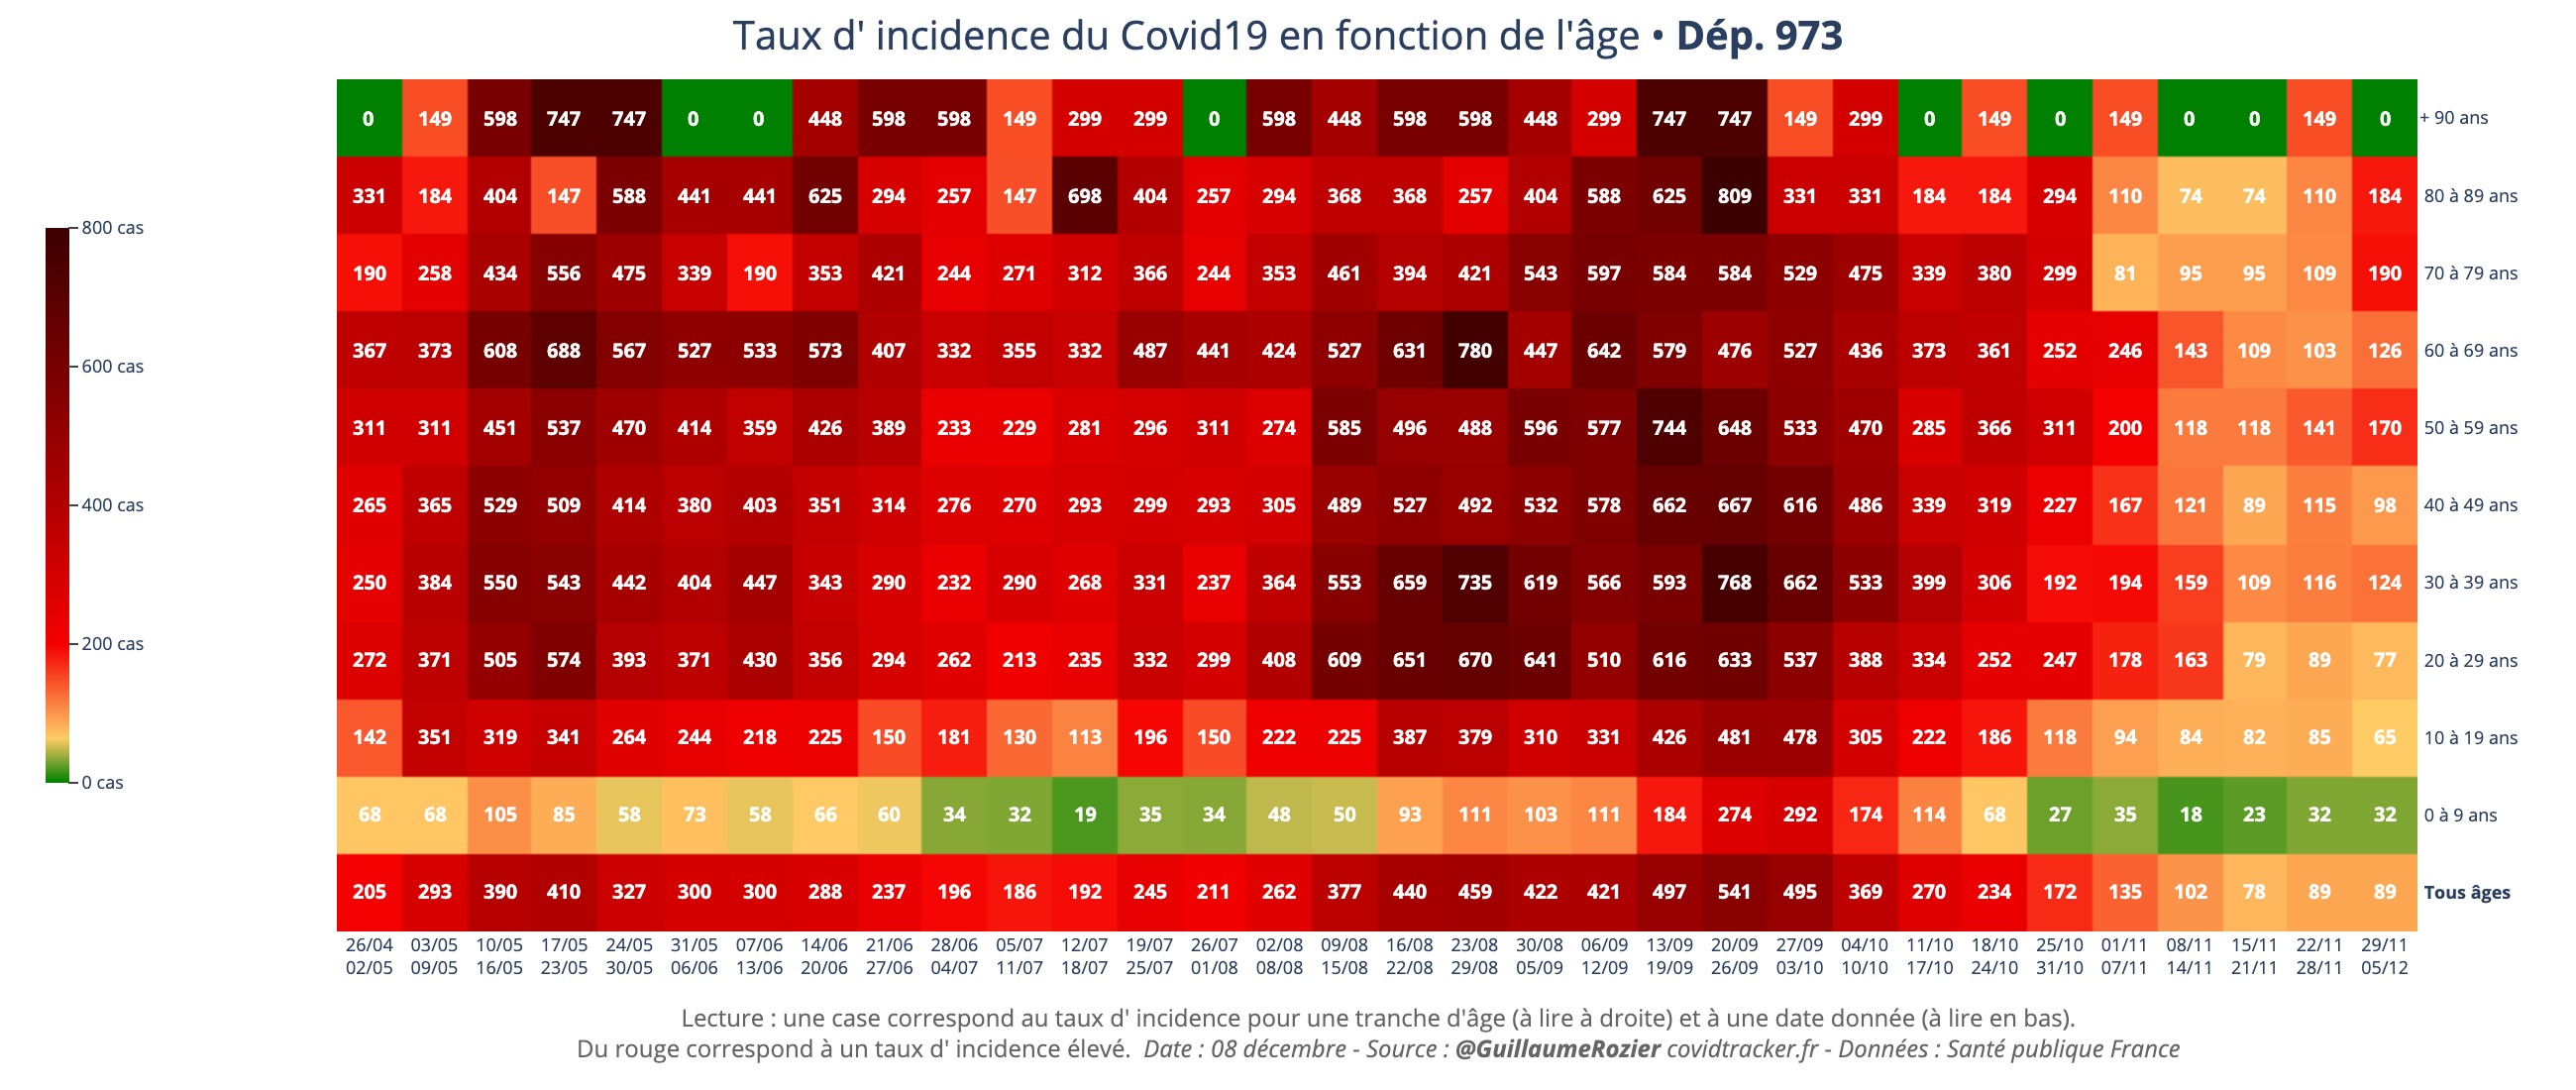 Taux d' incidence du Covid19 en fonction de l'âge • Dép. 973
800 cas
600 cas
400 cas
200 cas
0 cas
0 149 598 747 747 0 0 448 598 598 149 299 299 0 598 448 598 598 448 299 747 747 149 299 0 149 0 149 0 0 149 0 + 90 ans
331 184 404 147 588 441 441 625 294 257 147 698 404 257 294 368 368 257 404 588 625 809 331 331 184 184 294 110 74 74 110 184 80 à 89 ans
190 258 434 556 475 339 190 353 421 244 271 312 366 244 353 461 394 421 543 597 584 584 529 475 339 380 299 81 95 95 109 190 70 à 79 ans
367 373 608 688 567 527 533 573 407 332 355 332 487 441 424 527 631 780 447 642 579 476 527 436 373 361 252 246 143 109 103 126 60 à 69 ans
311 311 451 537 470 414 359 426 389 233 229 281 296 311 274 585 496 488 596 577 744 648 533 470 285 366 311 200 118 118 141 170 50 à 59 ans
265 365 529 509 414 380 403 351 314 276 270 293 299 293 305 489 527 492 532 578 662 667 616 486 339 319 227 167 121 89 115 98 40 à 49 ans
250 384 550 543 442 404 447 343 290 232 290 268 331 237 364 553 659 735 619 566 593 768 662 533 399 306 192 194 159 109 116 124 30 à 39 ans
272 371 505 574 393 371 430 356 294 262 213 235 332 299 408 609 651 670 641 510 616 633 537 388 334 252 247 178 163 79 89 77 20 à 29 ans
142 351 319 341 264 244 218 225 150 181 130 113 196 150 222 225 387 379 310 331 426 481 478 305 222 186 118 94 84 82 85 65 10 à 19 ans
68 68 105 85 58 73 58 66 60 34 32 19 35 34 48 50 93 111 103 111 184 274 292 174 114 68 27 35 18 23 32 32 0 à 9 ans
205 293 390 410 327 300 300 288 237 196 186 192 245 211 262 377 440 459 422 421 497 541 495 369 270 234 172 135 102 78 89 89 Tous âges
26/04 03/05 10/05 17/05 24/05 31/05 07/06 14/06 21/06 28/06 05/07 12/07 19/07 26/07 02/08 09/08 16/08 23/08 30/08 06/09 13/09 20/09 27/09 04/10 11/10 18/10 25/10 01/11 08/11 15/11 22/11 29/11
02/05 09/05 16/05 23/05 30/05 06/06 13/06 20/06 27/06 04/07 11/07 18/07 25/07 01/08 08/08 15/08 22/08 29/08 05/09 12/09 19/09 26/09 03/10 10/10 17/10 24/10 31/10 07/11 14/11 21/11 28/11 05/12
Lecture : une case correspond au taux d' incidence pour une tranche d'âge (à lire à droite) et à une date donnée (à lire en bas).
Du rouge correspond à un taux d' incidence élevé. Date : 08 décembre - Source : @GuillaumeRozier covidtracker.fr - Données : Santé publique France